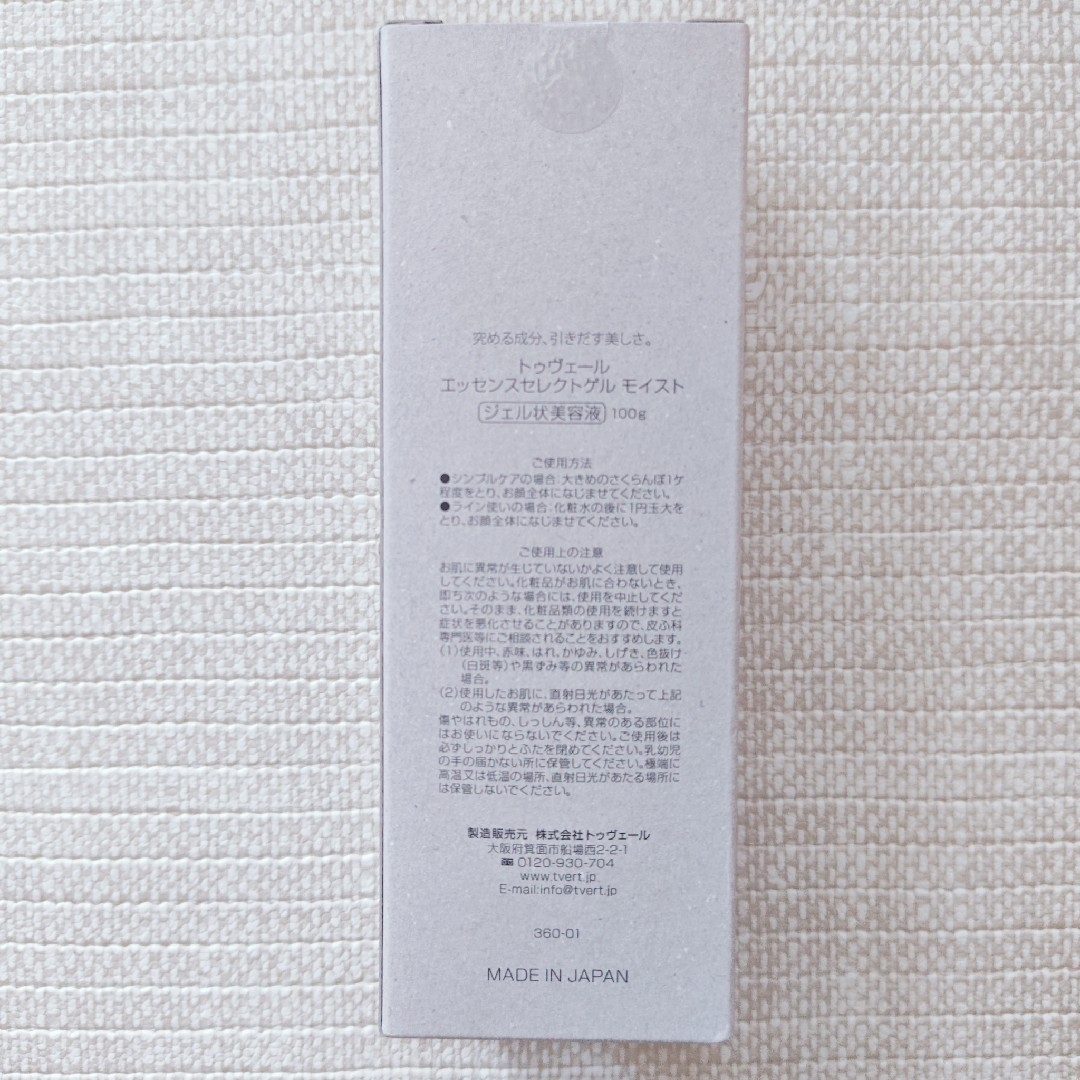 究める成分、引きだす美しさ。
トゥヴェール
エッセンスセレクトゲル モイスト
ジェル状美容液 100g
ご使用方法
●シンプルケアの場合:大きめのさくらんぼ1ケ
程度をとり、お顔全体になじませてください。
●ライン使いの場合:化粧水の後に1円玉大を
とり、お顔全体になじませてください。
ご使用上の注意
お肌に異常が生じていないかよく注意して使用
してください。化粧品がお肌に合わないとき、
即ち次のような場合には、使用を中止してくだ
さい。そのまま、化粧品類の使用を続けますと
症状を悪化させることがありますので、皮ふ科
専門医等にご相談されることをおすすめします。
(1)使用中、赤味、はれ、かゆみ、しげき、色抜け
(白斑等)や黒ずみ等の異常があらわれた
場合。
(2)使用したお肌に、直射日光があたって上記
のような異常があらわれた場合。
傷やはれもの、しっしん等、異常のある部位に
はお使いにならないでください。ご使用後は
必ずしっかりとふたを閉めてください。乳幼児
の手の届かない所に保管してください。極端に
高温又は低温の場所、直射日光があたる場所に
は保管しないでください。
製造販売元 株式会社トゥヴェール
大阪府箕面市船場西2-2-1
0120-930-704
www.tvert.jp
E-mail:info@tvert.jp
360-01
MADE IN JAPAN